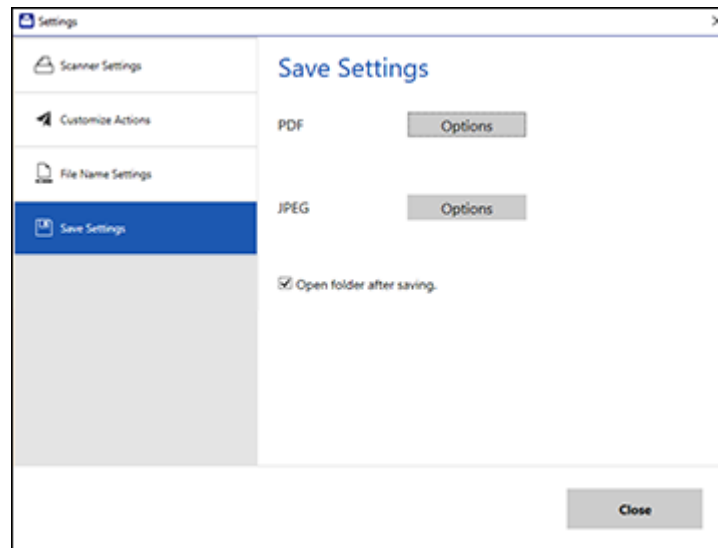 Settings
Scanner Settings
Customize Actions
File Name Settings
Save Settings
Save Settings
PDF
Options
JPEG
Options
Open folder after saving.
Close